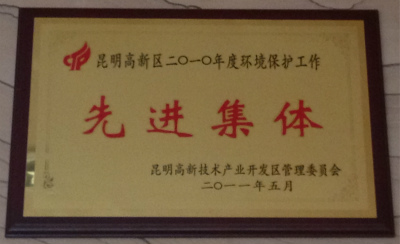 昆明高新区二〇一〇年度环境保护工作
先进集体
昆明高新技术产业开发区管理委员会
二〇一一年五月